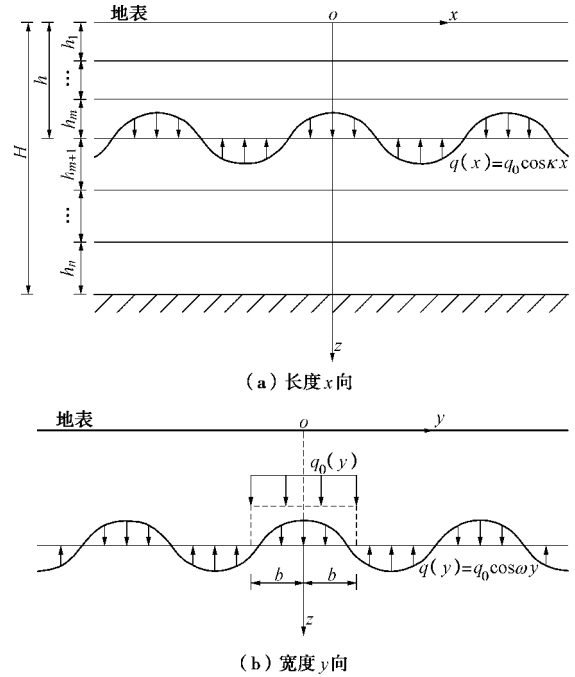 地表
o
x
h₁
...
h
hₘ
H
q(x)=q₀cosκx
hₘ₊₁
...
hₙ
z
(a)长度x向
地表
o
y
q₀(y)
q(y)=q₀cosωy
b
b
z
(b)宽度y向